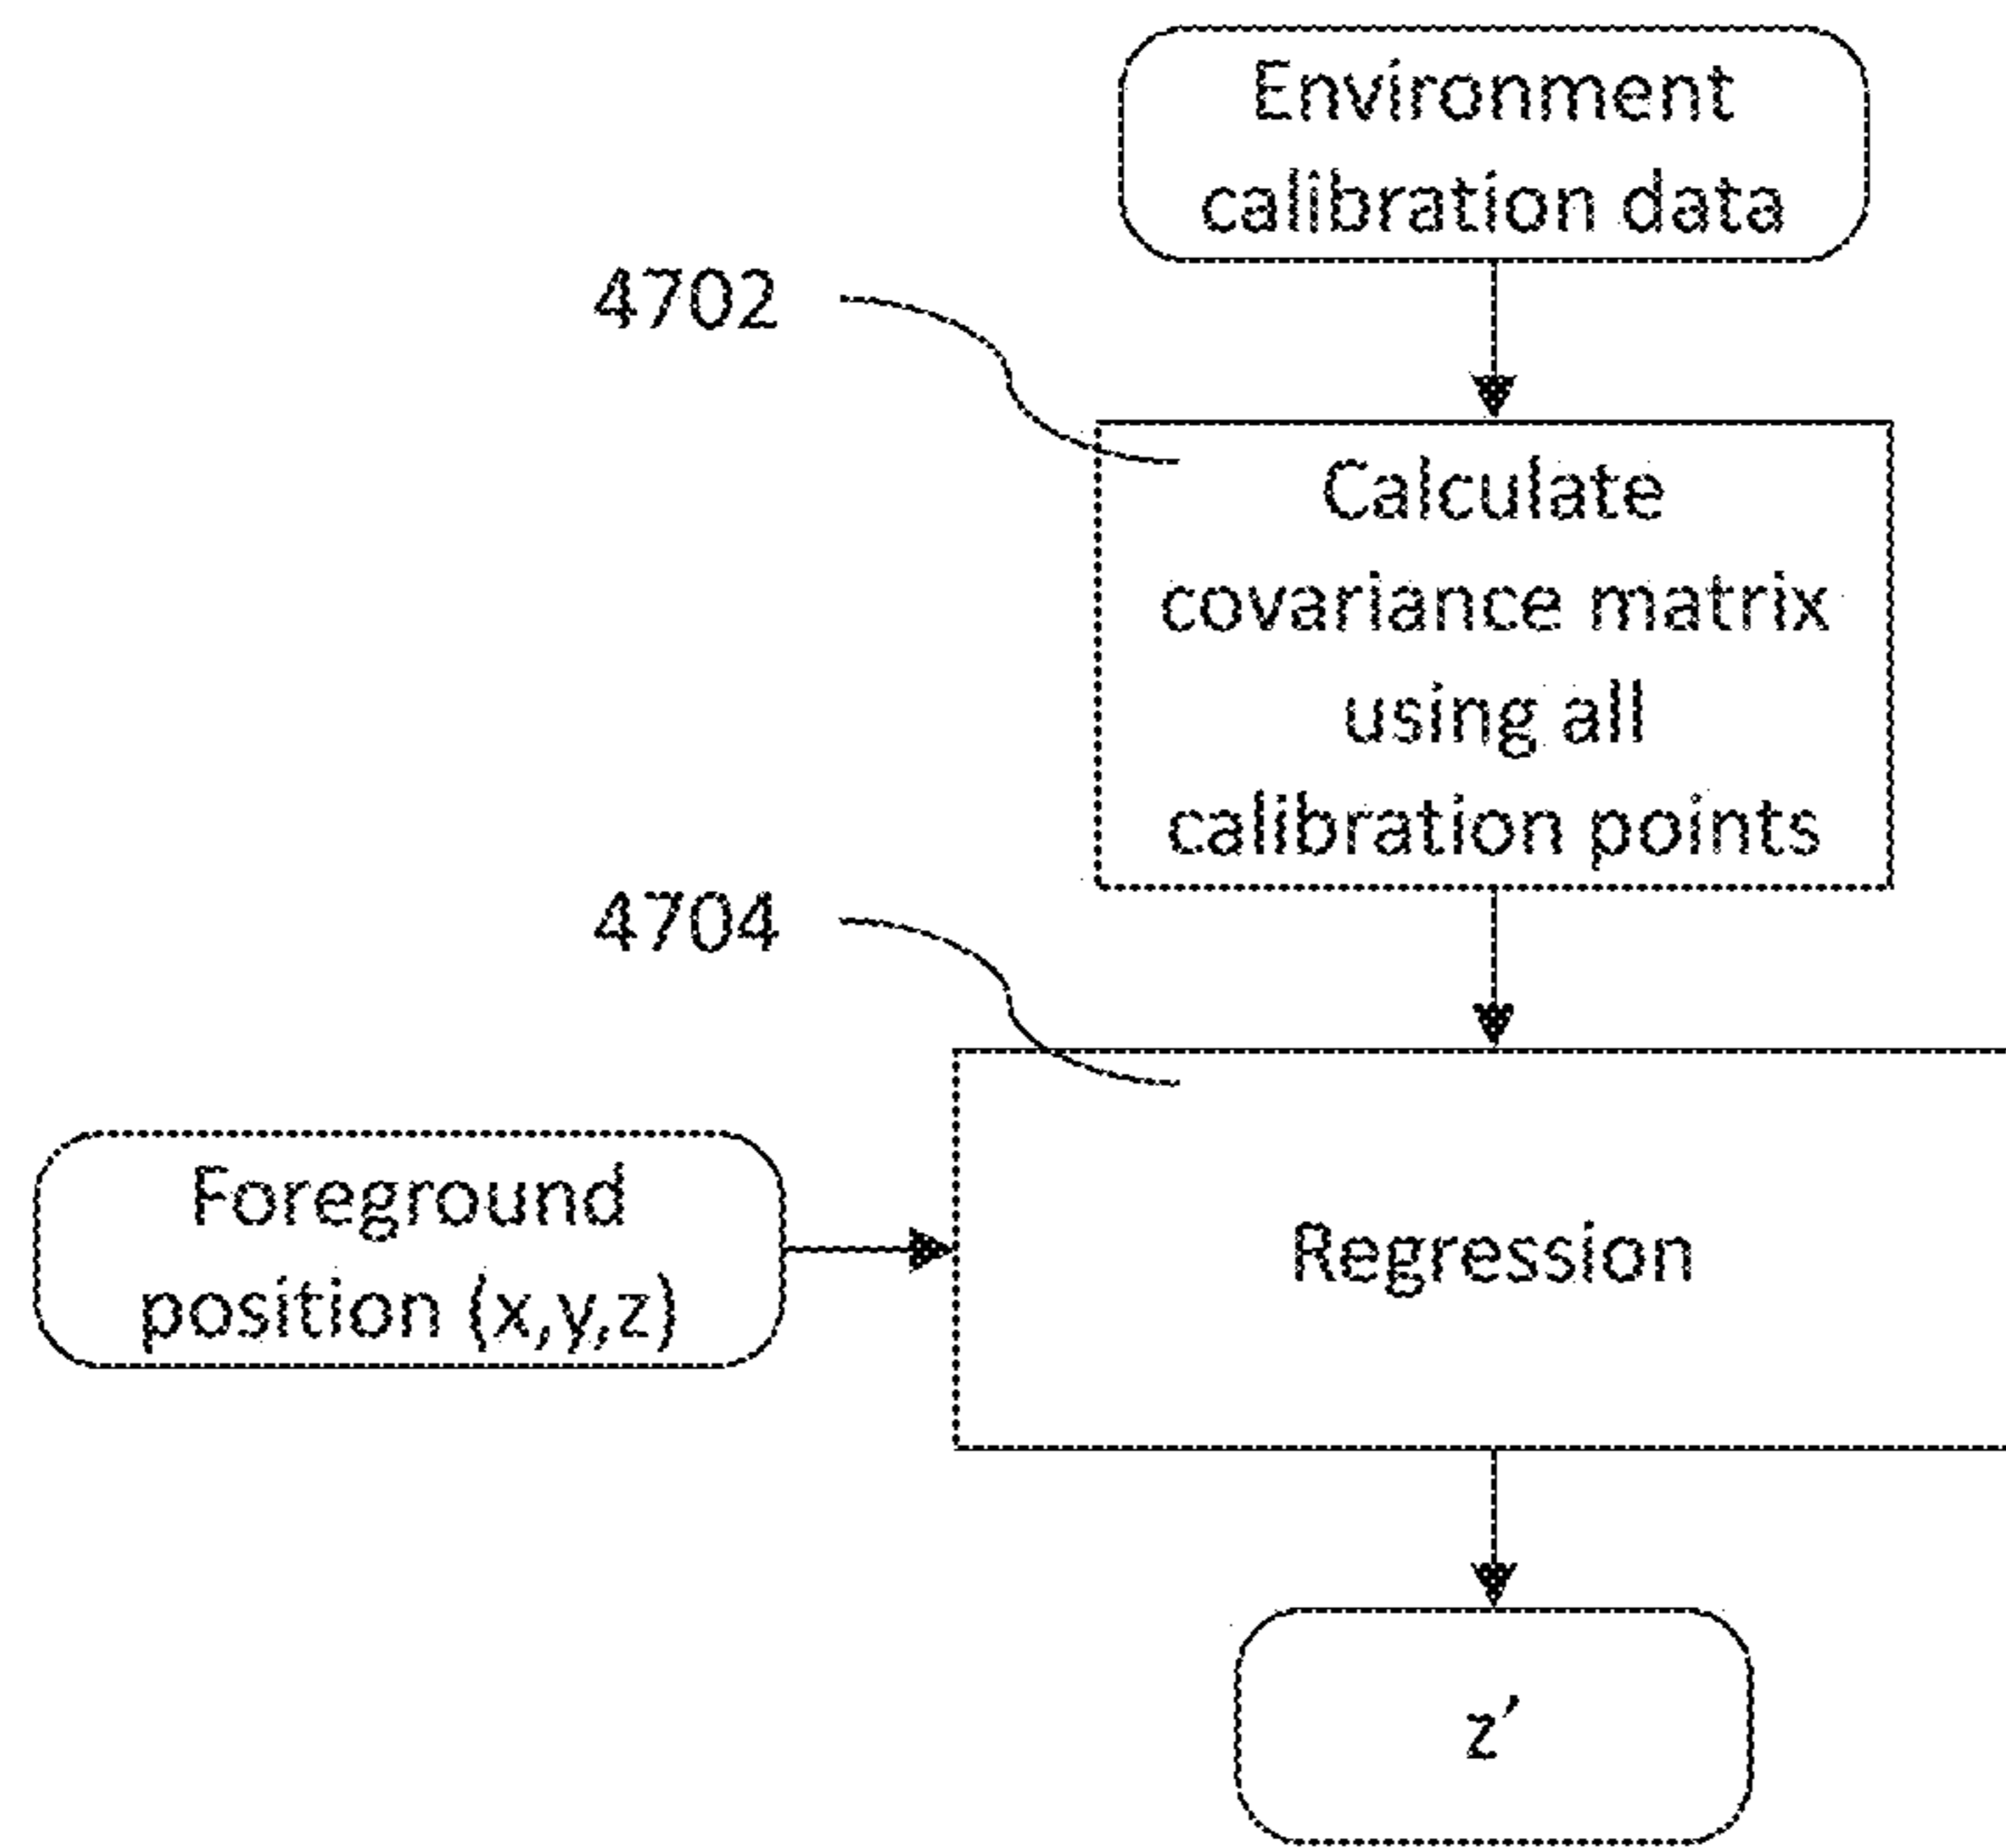 Environment
calibration data
4702
Calculate
covariance matrix
using all
calibration points
4704
Foreground
position (x,y,z)
Regression
z′